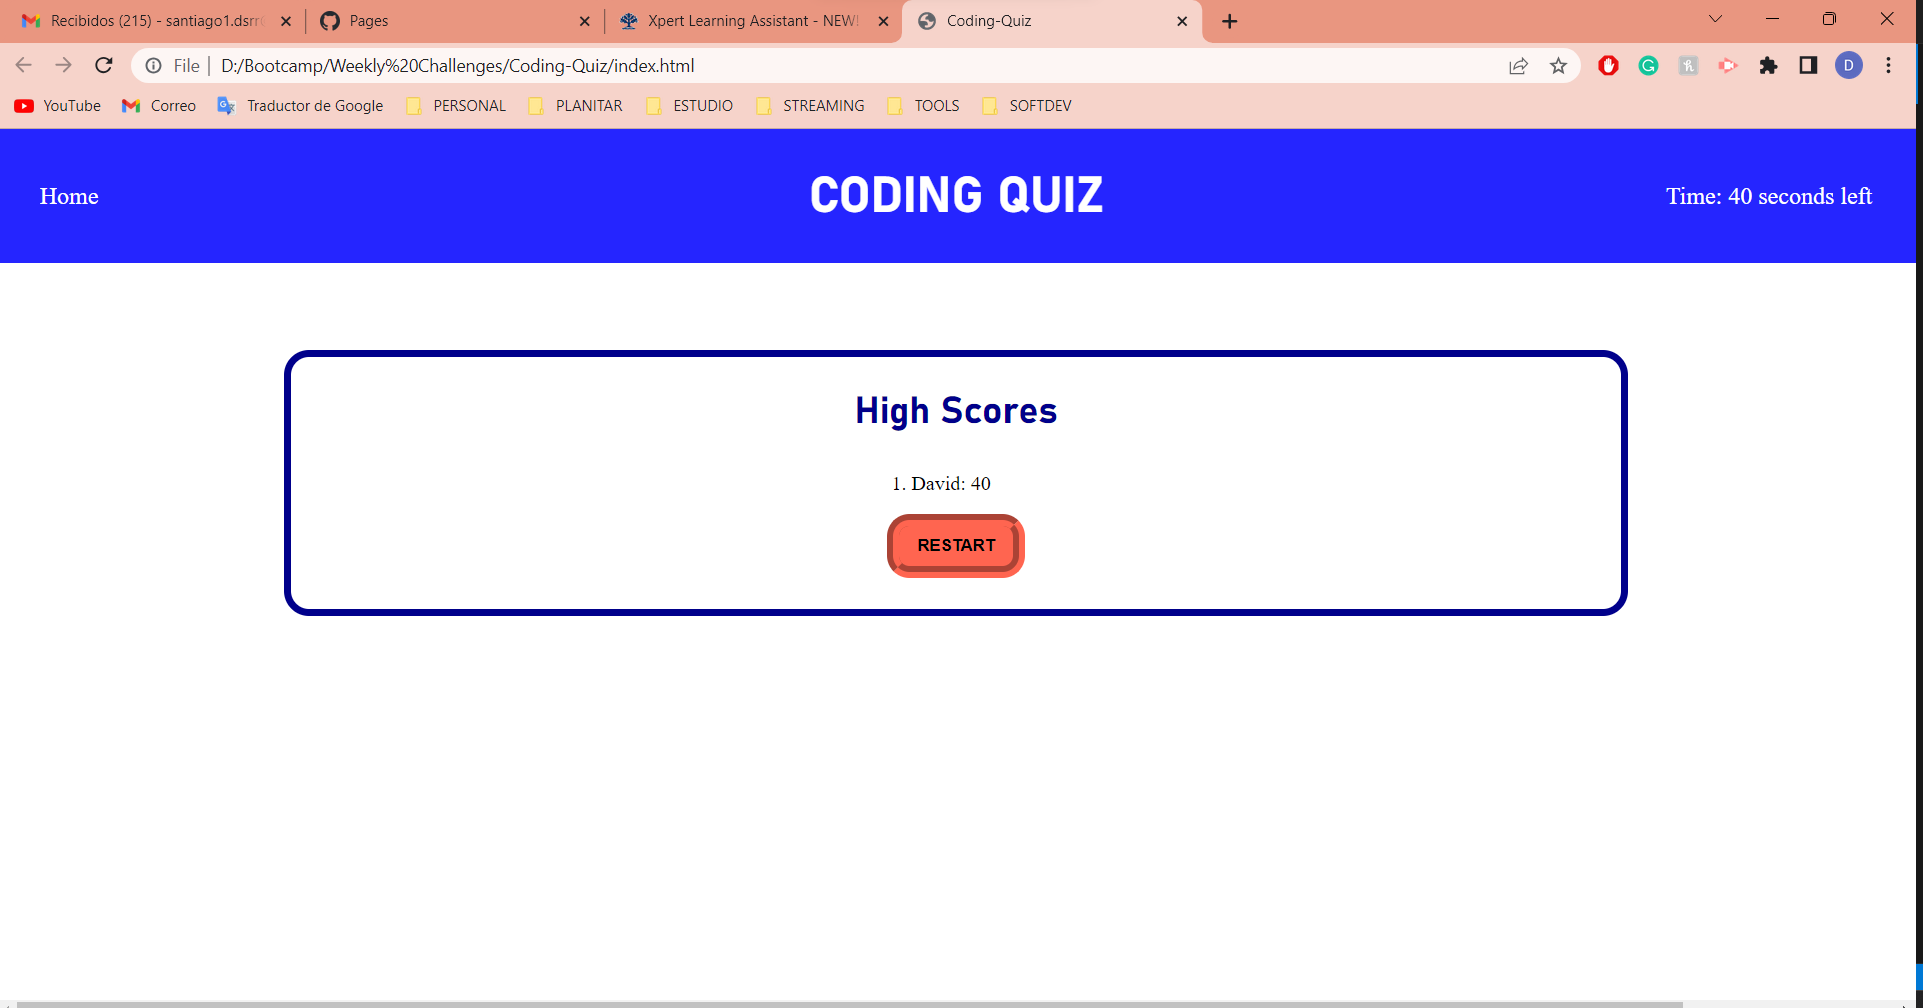 Recibidos (215) - santiago1.dsrr
Pages
Xpert Learning Assistant - NEW!
Coding-Quiz
File | D:/Bootcamp/Weekly%20Challenges/Coding-Quiz/index.html
D
YouTube
Correo
Traductor de Google
PERSONAL
PLANITAR
ESTUDIO
STREAMING
TOOLS
SOFTDEV
Home
CODING QUIZ
Time: 40 seconds left
High Scores
1. David: 40
RESTART